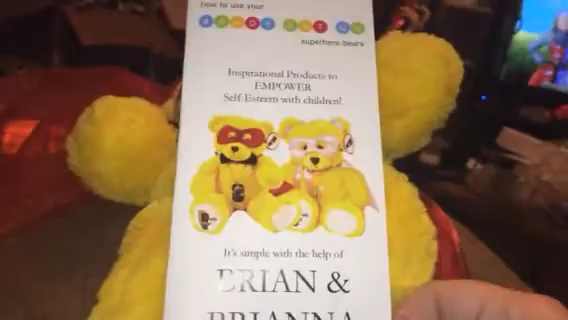 how to use your
superhero bears
Inspirational Products to
EMPOWER
Self-Esteem with children!
It's simple with the help of
BRIAN &
BRIANNA